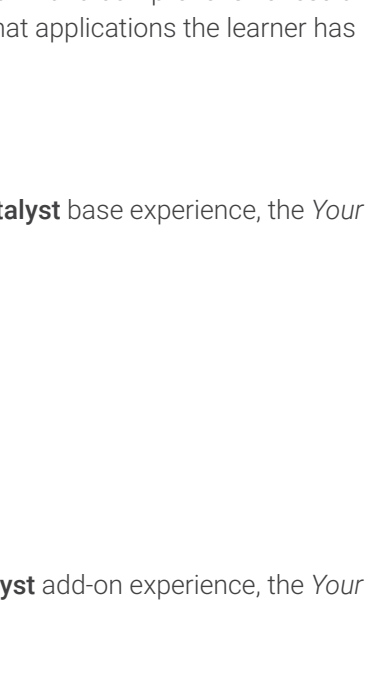 hat applications the learner has
talyst base experience, the Your
yst add-on experience, the Your